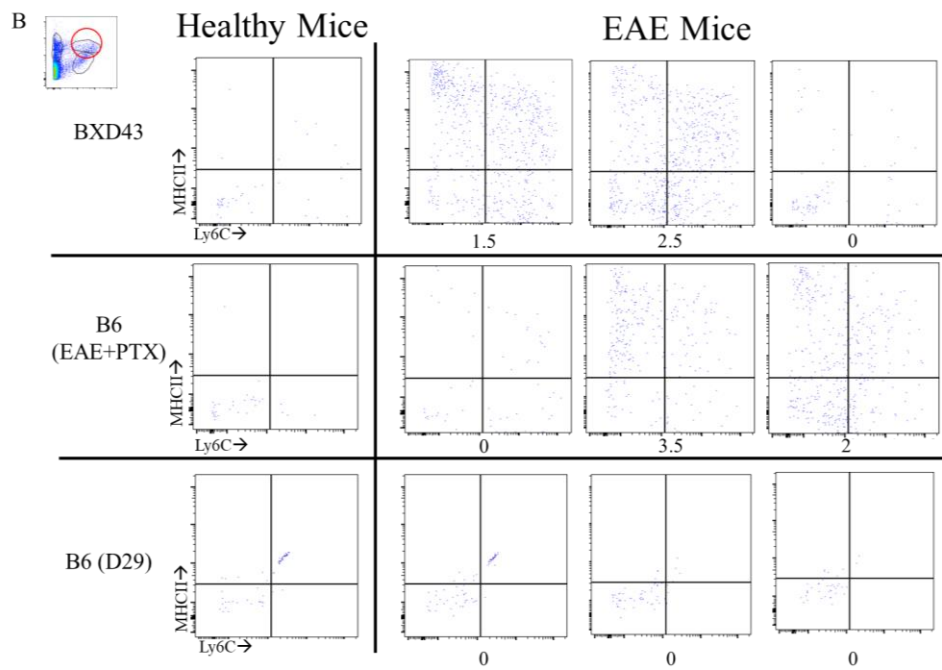 B
Healthy Mice
EAE Mice
BXD43
MHCII→
Ly6C→
1.5
2.5
0
B6
(EAE+PTX)
MHCII→
Ly6C→
0
3.5
2
B6 (D29)
MHCII→
Ly6C→
0
0
0